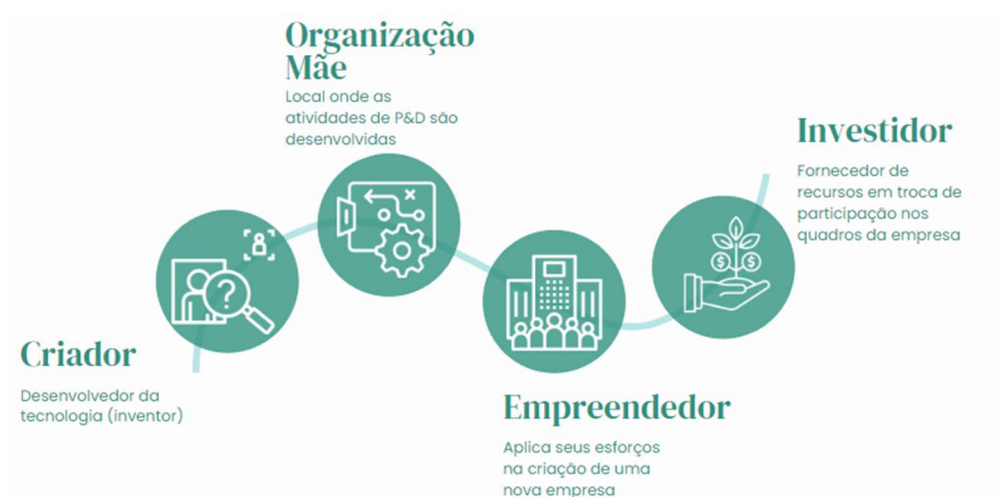 Organização
Mãe
Local onde as
atividades de P&D são
desenvolvidas
Investidor
Fornecedor de
recursos em troca de
participação nos
quadros da empresa
?
$ $
Criador
Desenvolvedor da
tecnologia (inventor)
Empreendedor
Aplica seus esforços
na criação de uma
nova empresa